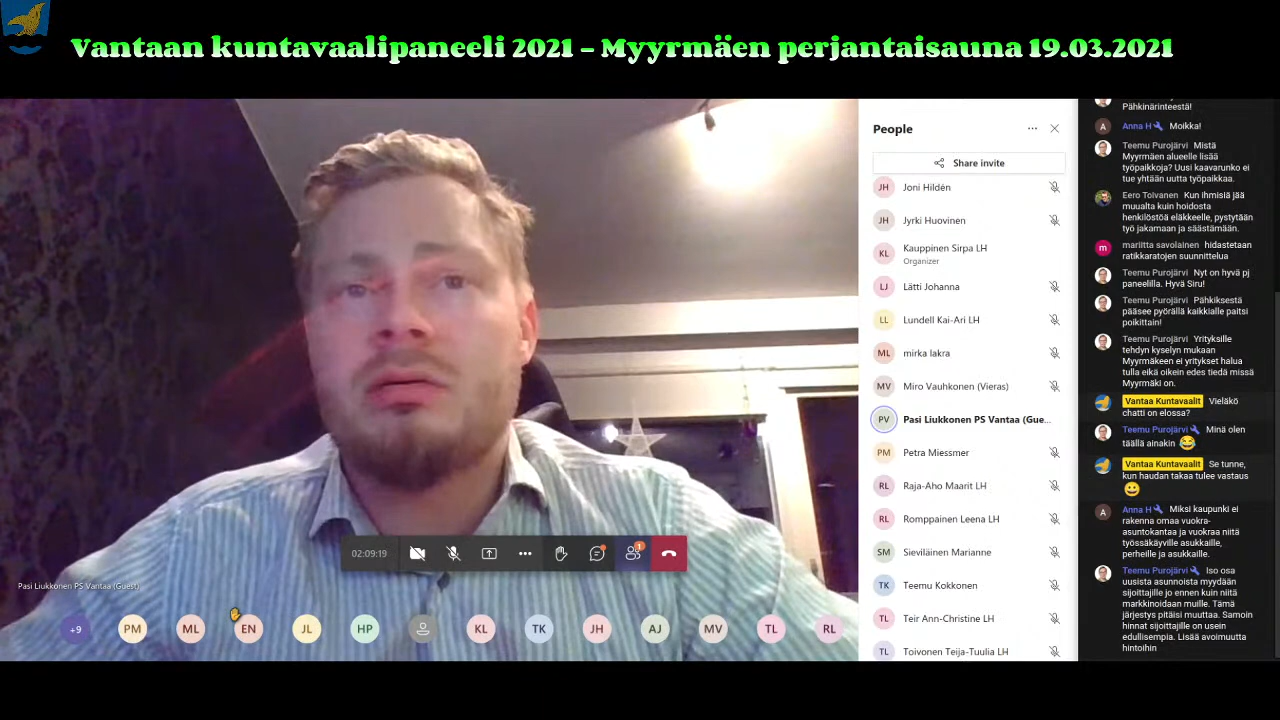 Vantaan kuntavaalipaneeli 2021 – Myyrmäen perjantaisauna 19.03.2021
People
Share invite
JH Joni Hildén
JH Jyrki Huovinen
KL Kauppinen Sirpa LH
Organizer
LJ Lätti Johanna
LL Lundell Kai-Ari LH
ML mirka lakra
MV Miro Vauhkonen (Vieras)
PV Pasi Liukkonen PS Vantaa (Gue...
PM Petra Miessmer
RL Raja-Aho Maarit LH
RL Romppainen Leena LH
SM Sieviläinen Marianne
TK Teemu Kokkonen
TL Teir Ann-Christine LH
TL Toivonen Teija-Tuulia LH
02:09:19
1
Pasi Liukkonen PS Vantaa (Guest)
+9 PM ML EN JL HP KL TK JH AJ MV TL RL
Pähkinärinteestä!
A Anna H Moikka!
Teemu Purojärvi Mistä
Myyrmäen alueelle lisää
työpaikkoja? Uusi kaavarunko ei
tue yhtään uutta työpaikkaa.
Eero Toivanen Kun ihmisiä jää
muualta kuin hoidosta
henkilöstöä eläkkeelle, pystytään
työ jakamaan ja säästämään.
m mariitta savolainen hidastetaan
ratikkaratojen suunnittelua
Teemu Purojärvi Nyt on hyvä pj
paneelilla. Hyvä Siru!
Teemu Purojärvi Pähkiksestä
pääsee pyörällä kaikkialle paitsi
poikittain!
Teemu Purojärvi Yrityksille
tehdyn kyselyn mukaan
Myyrmäkeen ei yritykset halua
tulla eikä oikein edes tiedä missä
Myyrmäki on.
Vantaa Kuntavaalit Vieläkö
chatti on elossa?
Teemu Purojärvi Minä olen
täällä ainakin 😂
Vantaa Kuntavaalit Se tunne,
kun haudan takaa tulee vastaus
😀
A Anna H Miksi kaupunki ei
rakenna omaa vuokra-
asuntokantaa ja vuokraa niitä
työssäkäyville asukkaille,
perheille ja asukkaille.
Teemu Purojärvi Iso osa
uusista asunnoista myydään
sijoittajille jo ennen kuin niitä
markkinoidaan muille. Tämä
järjestys pitäisi muuttaa. Samoin
hinnat sijoittajille on usein
edullisempia. Lisää avoimuutta
hintoihin